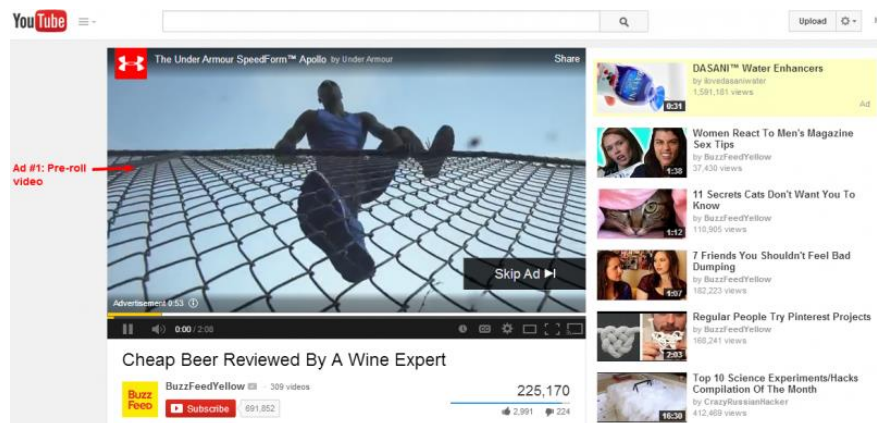 You Tube
Upload
The Under Armour SpeedForm™ Apollo by Under Armour
Share
Ad #1: Pre-roll
video
Skip Ad
Advertisement 0:53
0:00 / 2:08
CC
Cheap Beer Reviewed By A Wine Expert
Buzz
Feed
BuzzFeedYellow · 309 videos
Subscribe 691,852
225,170
2,991 224
DASANI™ Water Enhancers
by ilovedasaniwater
1,591,181 views
Ad
0:31
Women React To Men's Magazine
Sex Tips
by BuzzFeedYellow
37,430 views
1:38
11 Secrets Cats Don't Want You To
Know
by BuzzFeedYellow
110,905 views
1:12
7 Friends You Shouldn't Feel Bad
Dumping
by BuzzFeedYellow
182,223 views
1:07
Regular People Try Pinterest Projects
by BuzzFeedYellow
168,241 views
2:03
Top 10 Science Experiments/Hacks
Compilation Of The Month
by CrazyRussianHacker
412,469 views
16:30